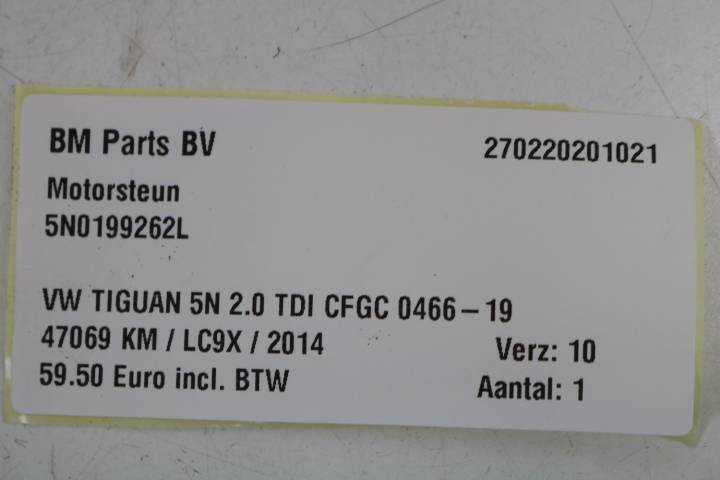 BM Parts BV 270220201021
Motorsteun
5N0199262L
VW TIGUAN 5N 2.0 TDI CFGC 0466-19
47069 KM / LC9X / 2014 Verz: 10
59.50 Euro incl. BTW Aantal: 1